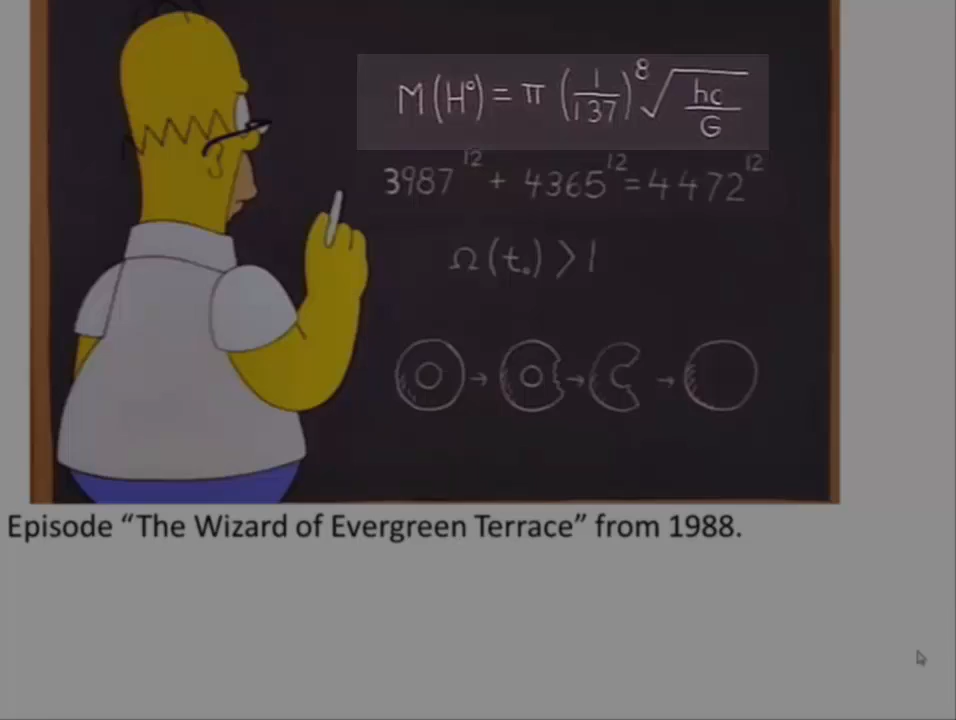 M(H°) = π (1/137)⁸ √(hc/G)
3987¹² + 4365¹² = 4472¹²
Ω(t₀) > 1
Episode “The Wizard of Evergreen Terrace” from 1988.